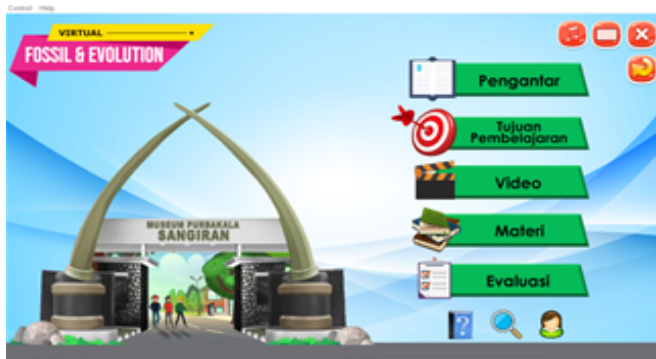 Control Help
VIRTUAL
FOSSIL & EVOLUTION
Pengantar
Tujuan
Pembelajaran
Video
Materi
Evaluasi
MUSEUM PURBAKALA
SANGIRAN
?